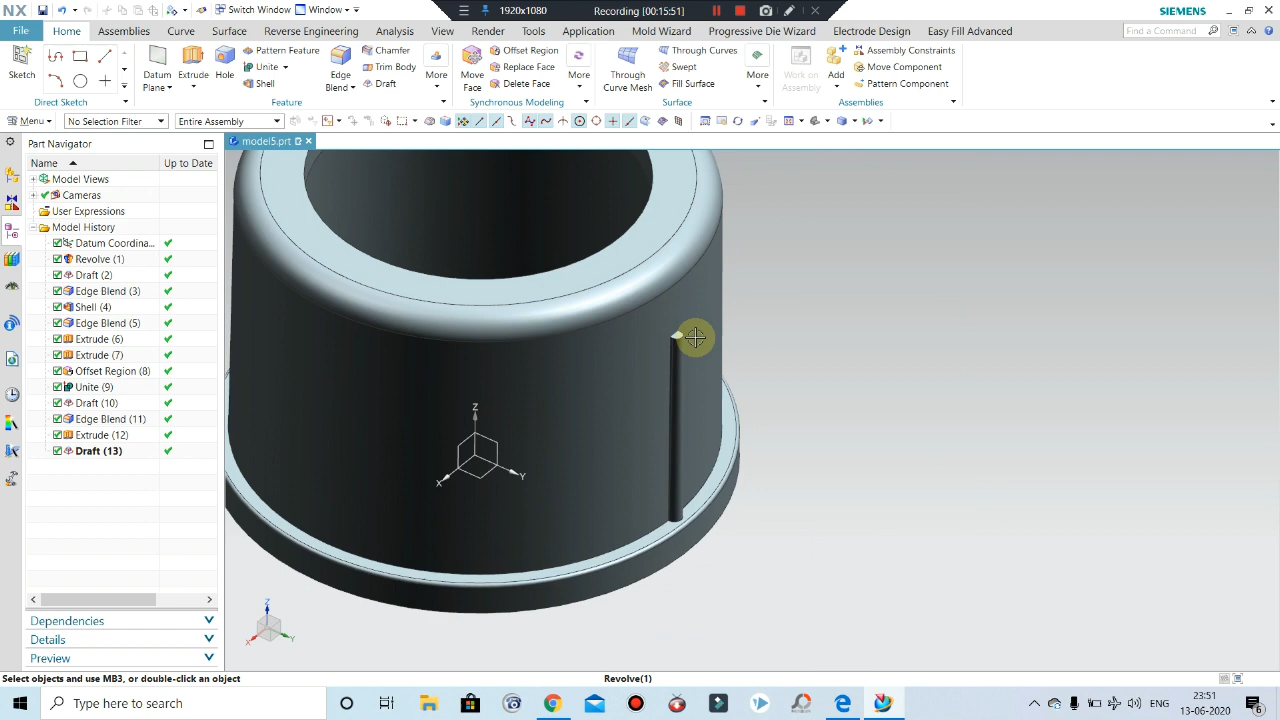 NX
Switch Window
Window
1920x1080
Recording [00:15:51]
SIEMENS
File
Home
Assemblies
Curve
Surface
Reverse Engineering
Analysis
View
Render
Tools
Application
Mold Wizard
Progressive Die Wizard
Electrode Design
Easy Fill Advanced
Find a Command
Sketch
Direct Sketch
Datum Plane
Extrude
Hole
Pattern Feature
Unite
Shell
Edge Blend
Chamfer
Trim Body
Draft
More
Feature
Move Face
Offset Region
Replace Face
Delete Face
More
Synchronous Modeling
Through Curve Mesh
Through Curves
Swept
Fill Surface
More
Surface
Work on Assembly
Add
Assembly Constraints
Move Component
Pattern Component
Assemblies
Menu
No Selection Filter
Entire Assembly
Part Navigator
model5.prt
Name
Up to Date
Model Views
Cameras
User Expressions
Model History
Datum Coordina...
Revolve (1)
Draft (2)
Edge Blend (3)
Shell (4)
Edge Blend (5)
Extrude (6)
Extrude (7)
Offset Region (8)
Unite (9)
Draft (10)
Edge Blend (11)
Extrude (12)
Draft (13)
Z
X
Y
Z
X
Y
Dependencies
Details
Preview
Select objects and use MB3, or double-click an object
Revolve(1)
Type here to search
ENG
23:51
13-06-2020
6